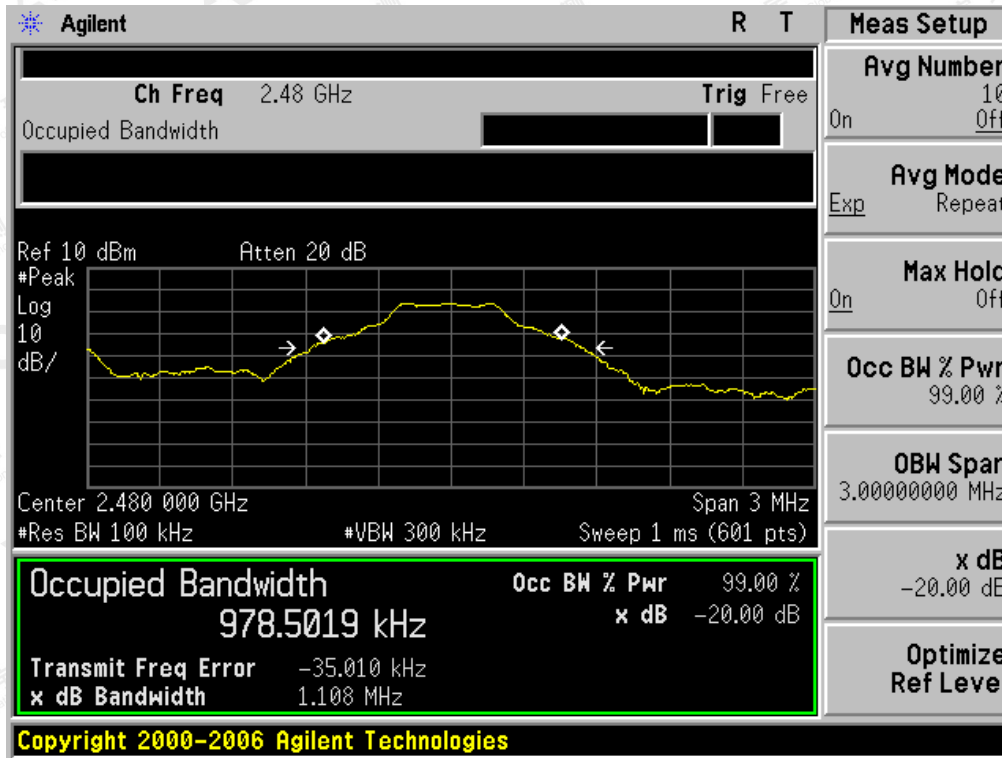 Agilent R T
Ch Freq 2.48 GHz Trig Free
Occupied Bandwidth
Ref 10 dBm Atten 20 dB
#Peak
Log
10
dB/
Center 2.480 000 GHz Span 3 MHz
#Res BW 100 kHz #VBW 300 kHz Sweep 1 ms (601 pts)
Occupied Bandwidth Occ BW % Pwr 99.00 %
978.5019 kHz x dB -20.00 dB
Transmit Freq Error -35.010 kHz
x dB Bandwidth 1.108 MHz
Copyright 2000-2006 Agilent Technologies
Meas Setup
Avg Number
10
On Off
Avg Mode
Exp Repeat
Max Hold
On Off
Occ BW % Pwr
99.00 %
OBW Span
3.00000000 MHz
x dB
-20.00 dB
Optimize
Ref Level